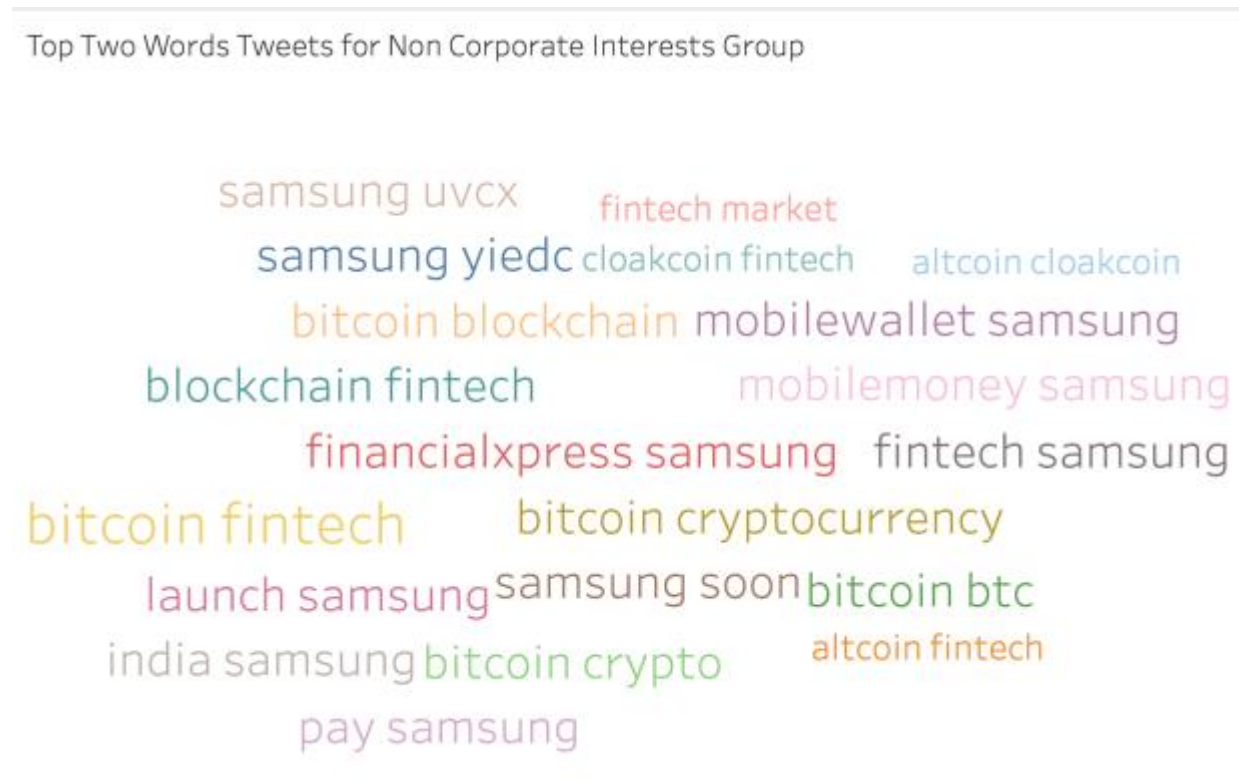 Top Two Words Tweets for Non Corporate Interests Group
samsung uvcx
fintech market
samsung yiedc
cloakcoin fintech
altcoin cloakcoin
bitcoin blockchain
mobilewallet samsung
blockchain fintech
mobilemoney samsung
financialxpress samsung
fintech samsung
bitcoin fintech
bitcoin cryptocurrency
launch samsung
samsung soon
bitcoin btc
india samsung
bitcoin crypto
altcoin fintech
pay samsung